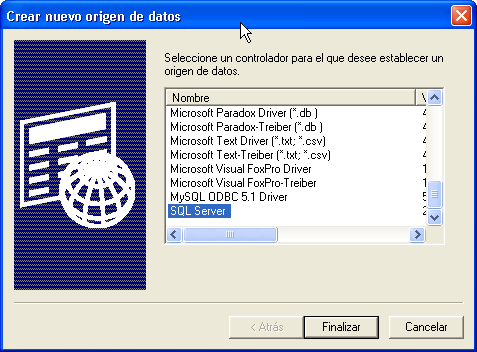 Crear nuevo origen de datos
Seleccione un controlador para el que desee establecer un
origen de datos.
Nombre V
Microsoft Paradox Driver (*.db ) 4
Microsoft Paradox-Treiber (*.db ) 4
Microsoft Text Driver (*.txt; *.csv) 4
Microsoft Text-Treiber (*.txt; *.csv) 4
Microsoft Visual FoxPro Driver 1
Microsoft Visual FoxPro-Treiber 1
MySQL ODBC 5.1 Driver 5
SQL Server 2
< Atrás Finalizar Cancelar